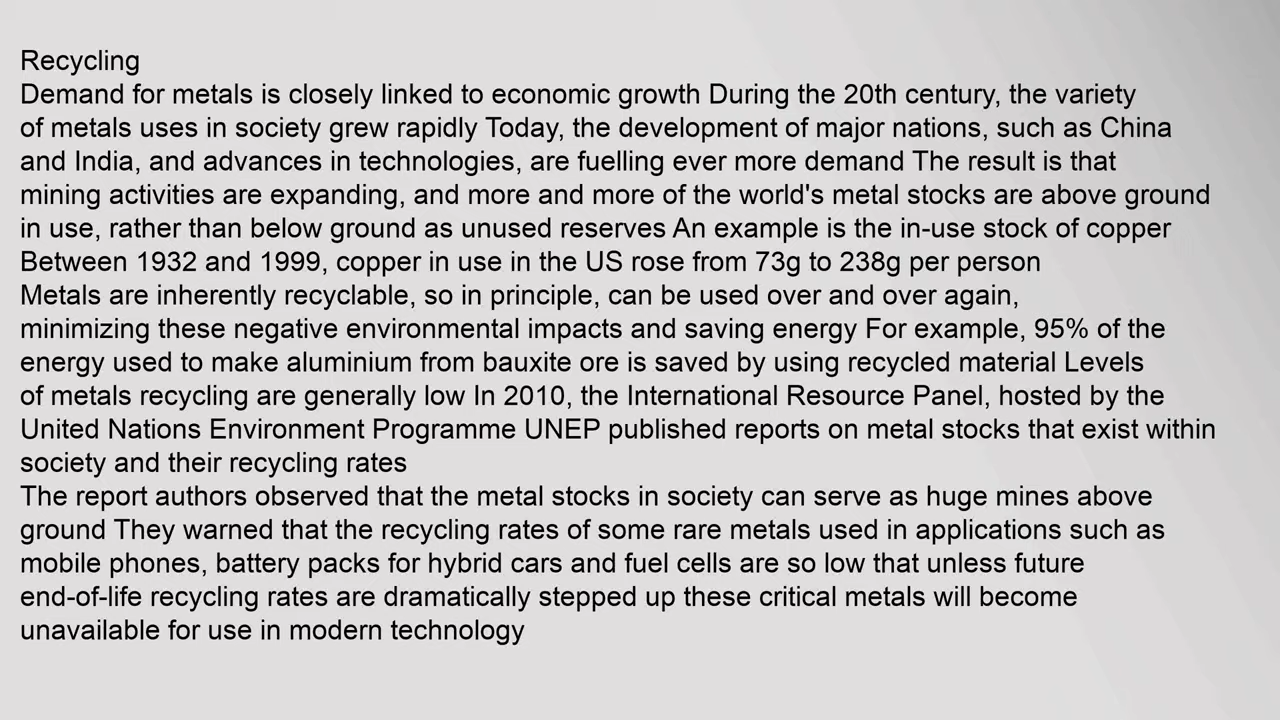 Recycling
Demand for metals is closely linked to economic growth During the 20th century, the variety
of metals uses in society grew rapidly Today, the development of major nations, such as China
and India, and advances in technologies, are fuelling ever more demand The result is that
mining activities are expanding, and more and more of the world's metal stocks are above ground
in use, rather than below ground as unused reserves An example is the in-use stock of copper
Between 1932 and 1999, copper in use in the US rose from 73g to 238g per person
Metals are inherently recyclable, so in principle, can be used over and over again,
minimizing these negative environmental impacts and saving energy For example, 95% of the
energy used to make aluminium from bauxite ore is saved by using recycled material Levels
of metals recycling are generally low In 2010, the International Resource Panel, hosted by the
United Nations Environment Programme UNEP published reports on metal stocks that exist within
society and their recycling rates
The report authors observed that the metal stocks in society can serve as huge mines above
ground They warned that the recycling rates of some rare metals used in applications such as
mobile phones, battery packs for hybrid cars and fuel cells are so low that unless future
end-of-life recycling rates are dramatically stepped up these critical metals will become
unavailable for use in modern technology